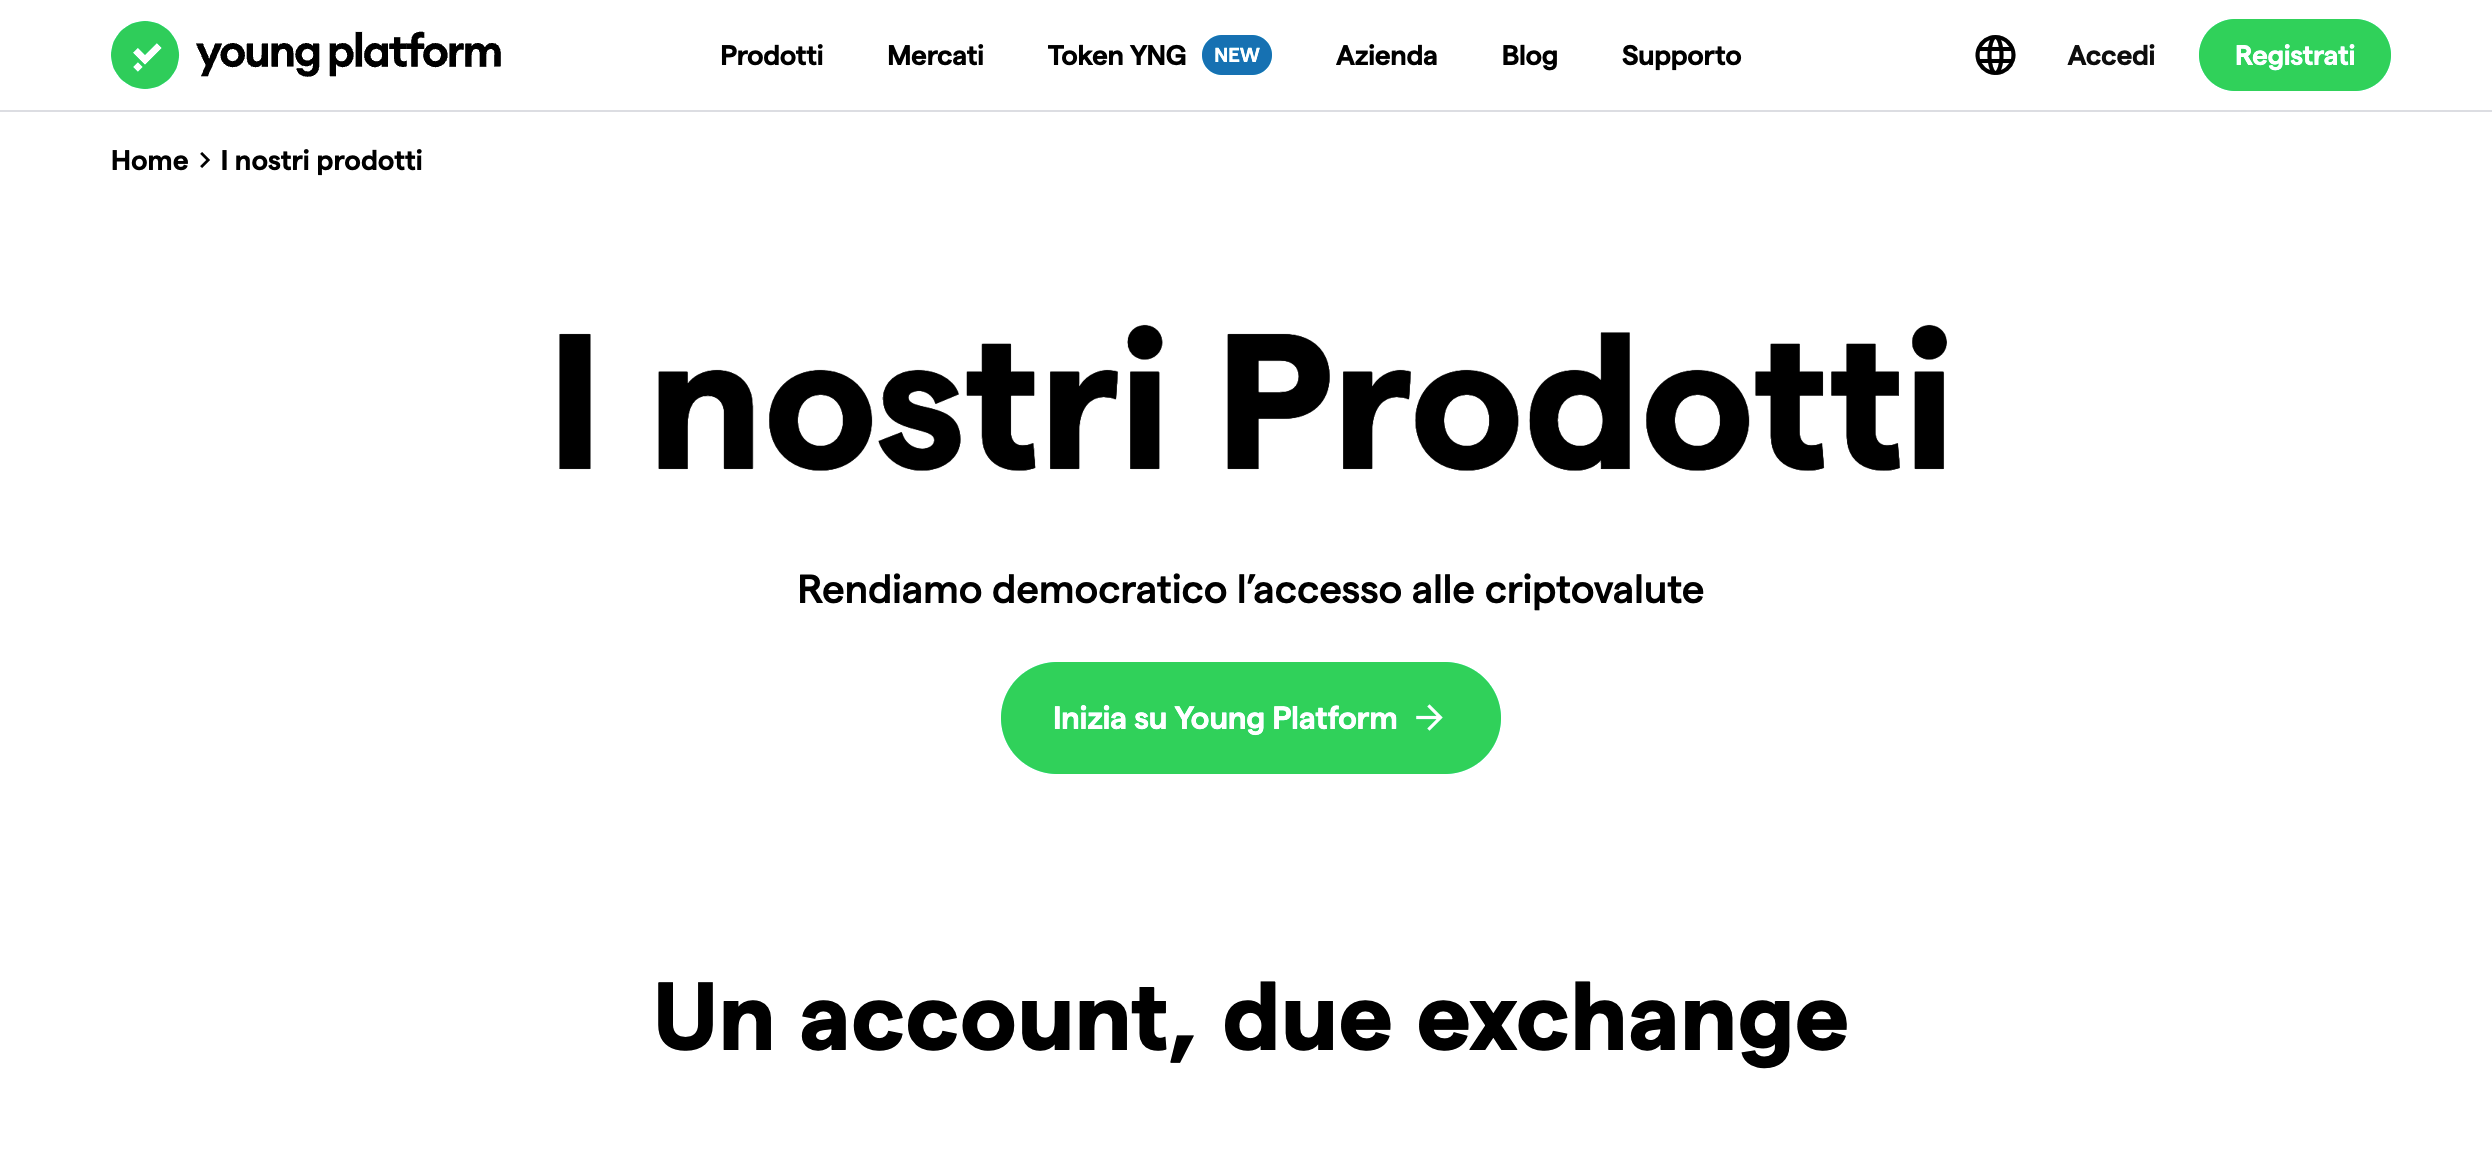 young platform
Prodotti
Mercati
Token YNG NEW
Azienda
Blog
Supporto
Accedi
Registrati
Home > I nostri prodotti
I nostri Prodotti
Rendiamo democratico l’accesso alle criptovalute
Inizia su Young Platform →
Un account, due exchange